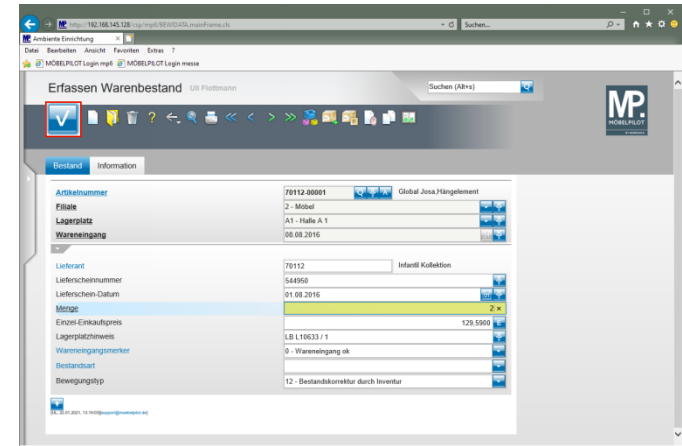 http://192.168.145.128/csp/mp6/BEWIDATA.mainFrame.cls
Suchen...
Ambiente Einrichtung
Datei Bearbeiten Ansicht Favoriten Extras ?
MÖBELPILOT Login mp6 MÖBELPILOT Login messe
Erfassen Warenbestand Uli Flottmann
Suchen (Alt+s)
MP.
MÖBELPILOT
Bestand Information
Artikelnummer 70112-00001 Global Josa,Hängelement
Filiale 2 - Möbel
Lagerplatz A1 - Halle A 1
Wareneingang 08.08.2016
Lieferant 70112 Infantil Kollektion
Lieferscheinnummer 544950
Lieferschein-Datum 01.08.2016
Menge 2 ×
Einzel-Einkaufspreis 129,5900 E
Lagerplatzhinweis LB L10633 / 1
Wareneingangsmerker 0 - Wareneingang ok
Bestandsart
Bewegungstyp 12 - Bestandskorrektur durch Inventur